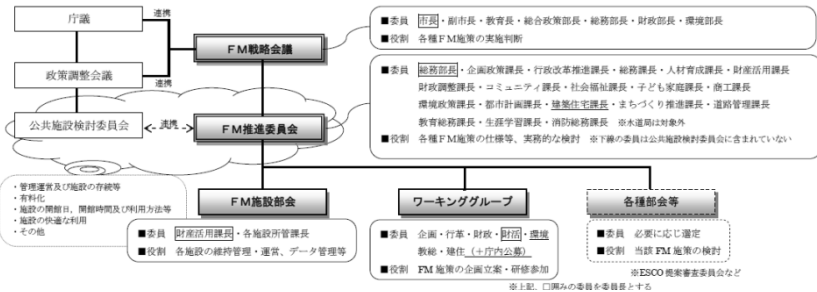 庁議
連携
FM戦略会議
■委員 市長・副市長・教育長・総合政策部長・総務部長・財政部長・環境部長
■役割 各種FM施策の実施判断
政策調整会議
連携
公共施設検討委員会
連携
FM推進委員会
■委員 総務部長・企画政策課長・行政改革推進課長・総務課長・人材育成課長・財産活用課長
財政調整課長・コミュニティ課長・社会福祉課長・子ども家庭課長・商工課長
環境政策課長・都市計画課長・建築住宅課長・まちづくり推進課長・道路管理課長
教育総務課長・生涯学習課長・消防総務課長 ※水道局は対象外
■役割 各種FM施策の仕様等、実務的な検討 ※下線の委員は公共施設検討委員会に含まれていない
・管理運営及び施設の存続等
・有料化
・施設の開館日、開館時間及び利用方法等
・施設の快適な利用
・その他
FM施設部会
■委員 財産活用課長・各施設所管課長
■役割 各施設の維持管理・運営、データ管理等
ワーキンググループ
■委員 企画・行革・財政・財活・環境
教総・建住(+庁内公募)
■役割 FM施策の企画立案・研修参加
各種部会等
■委員 必要に応じ選定
■役割 当該FM施策の検討
※ESCO提案審査委員会など
※上記、□囲みの委員を委員長とする